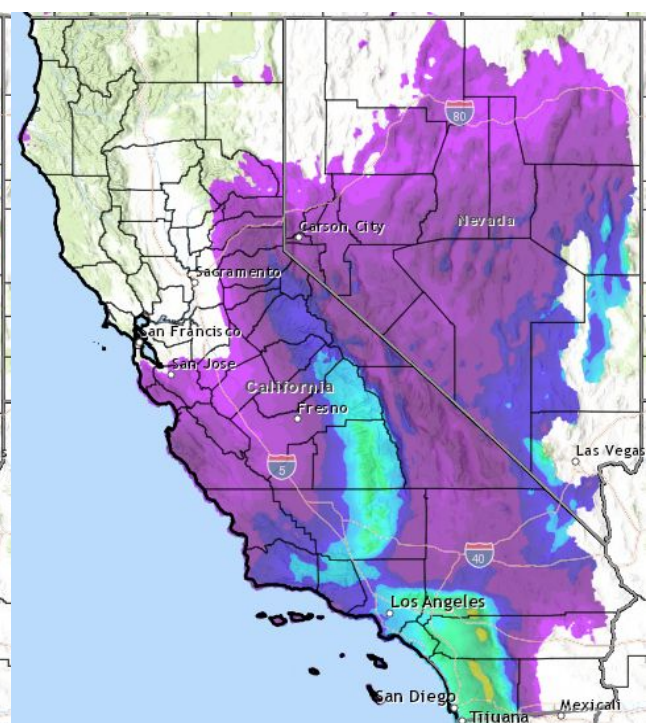 80
Carson City
Nevada
Sacramento
San Francisco
San Jose
California
Fresno
Las Vegas
5
40
Los Angeles
San Diego
Mexicali
Tijuana
s